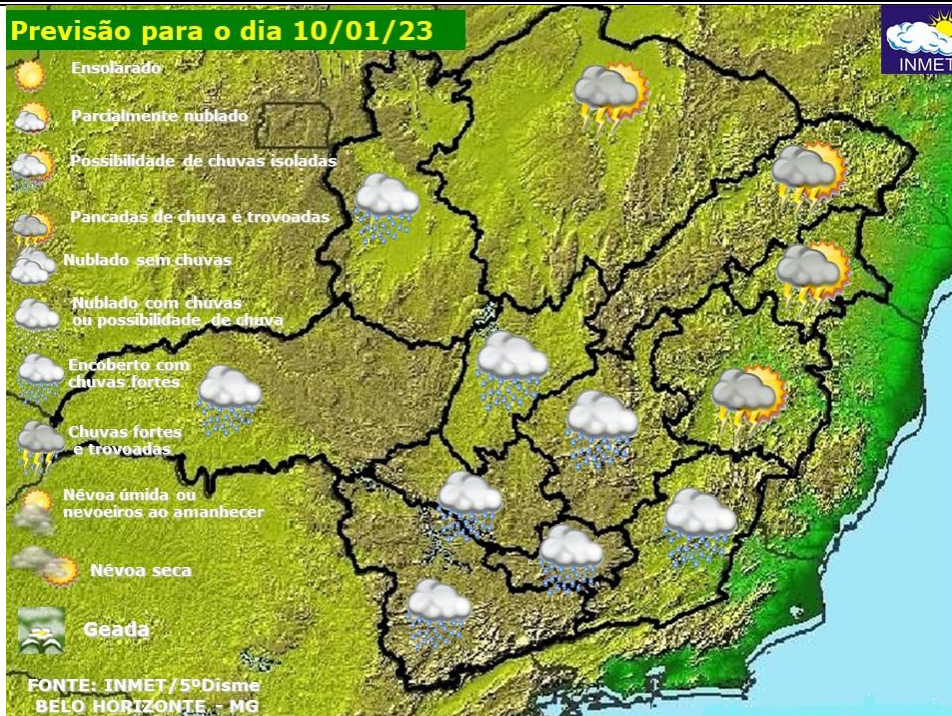 Previsão para o dia 10/01/23
INMET
Ensolarado
Parcialmente nublado
Possibilidade de chuvas isoladas
Pancadas de chuva e trovoadas
Nublado sem chuvas
Nublado com chuvas
ou possibilidade de chuva
Encoberto com
chuvas fortes
Chuvas fortes
e trovoadas
Névoa úmida ou
nevoeiros ao amanhecer
Névoa seca
Geada
FONTE: INMET/5ºDisme
BELO HORIZONTE - MG